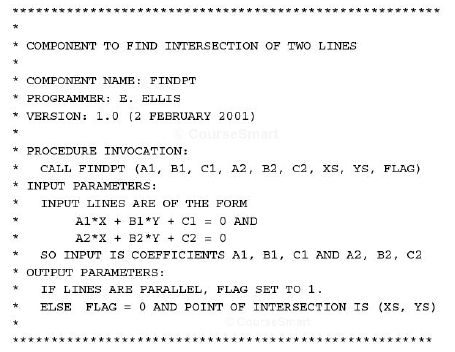 *******************************************************
*
* COMPONENT TO FIND INTERSECTION OF TWO LINES
*
* COMPONENT NAME: FINDPT
* PROGRAMMER: E. ELLIS
* VERSION: 1.0 (2 FEBRUARY 2001)
*
© CourseSmart
* PROCEDURE INVOCATION:
*   CALL FINDPT (A1, B1, C1, A2, B2, C2, XS, YS, FLAG)
* INPUT PARAMETERS:
*   INPUT LINES ARE OF THE FORM
*       A1*X + B1*Y + C1 = 0 AND
*       A2*X + B2*Y + C2 = 0
*   SO INPUT IS COEFFICIENTS A1, B1, C1 AND A2, B2, C2
* OUTPUT PARAMETERS:
*   IF LINES ARE PARALLEL, FLAG SET TO 1.
*   ELSE  FLAG = 0 AND POINT OF INTERSECTION IS (XS, YS)
*
© CourseSmart
******************************************************